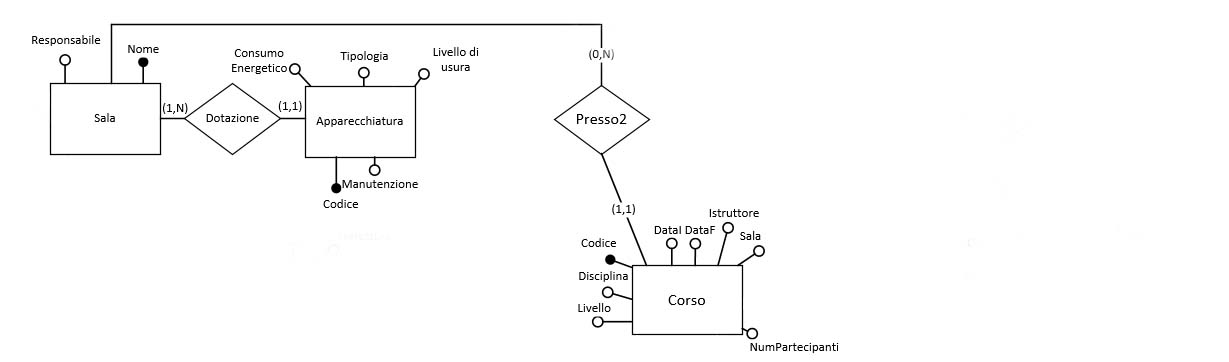 Responsabile
Nome
Sala
(1,N)
Dotazione
(1,1)
Consumo
Energetico
Tipologia
Livello di
usura
Apparecchiatura
Manutenzione
Codice
(0,N)
Presso2
(1,1)
Istruttore
DataI
DataF
Sala
Codice
Disciplina
Livello
Corso
NumPartecipanti